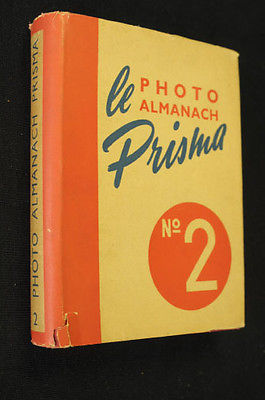 le PHOTO
ALMANACH
Prisma
Nº
2
2 PHOTO ALMANACH PRISMA